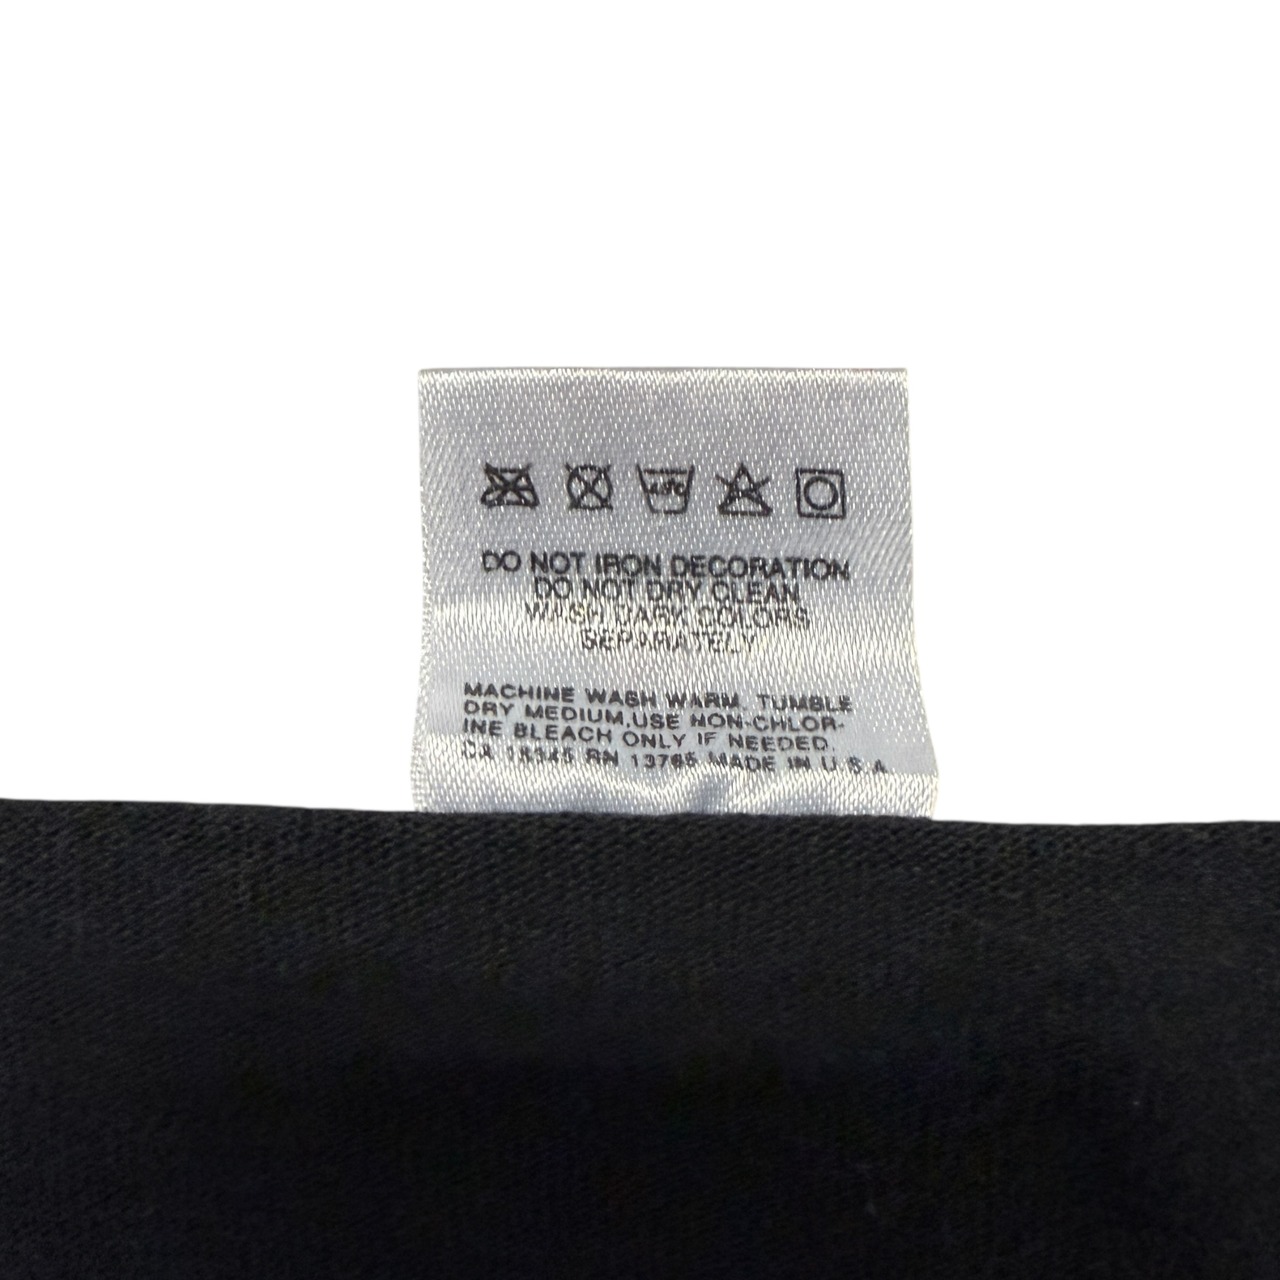 DO NOT IRON DECORATION
DO NOT DRY CLEAN
WASH DARK COLORS
SEPARATELY
MACHINE WASH WARM, TUMBLE
DRY MEDIUM, USE NON-CHLOR-
INE BLEACH ONLY IF NEEDED.
CA 18345 RN 13765 MADE IN U.S.A.